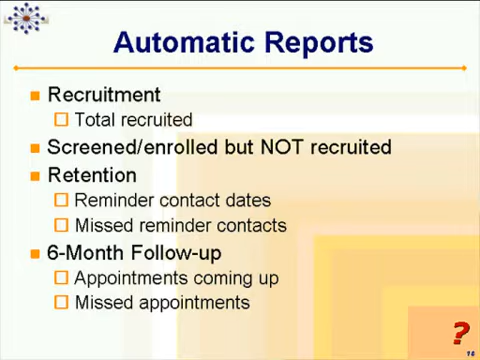 Automatic Reports
Recruitment
Total recruited
Screened/enrolled but NOT recruited
Retention
Reminder contact dates
Missed reminder contacts
6-Month Follow-up
Appointments coming up
Missed appointments
?